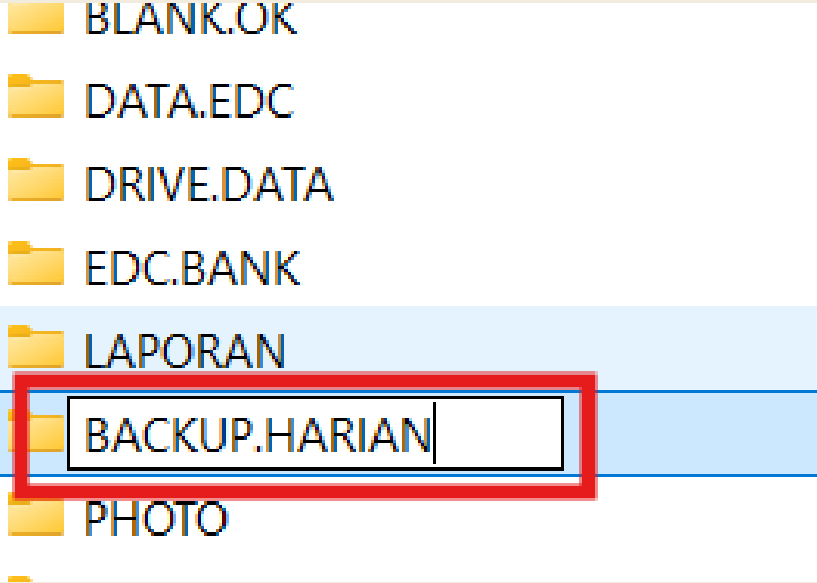 BLANK.OK
DATA.EDC
DRIVE.DATA
EDC.BANK
LAPORAN
BACKUP.HARIAN
PHOTO